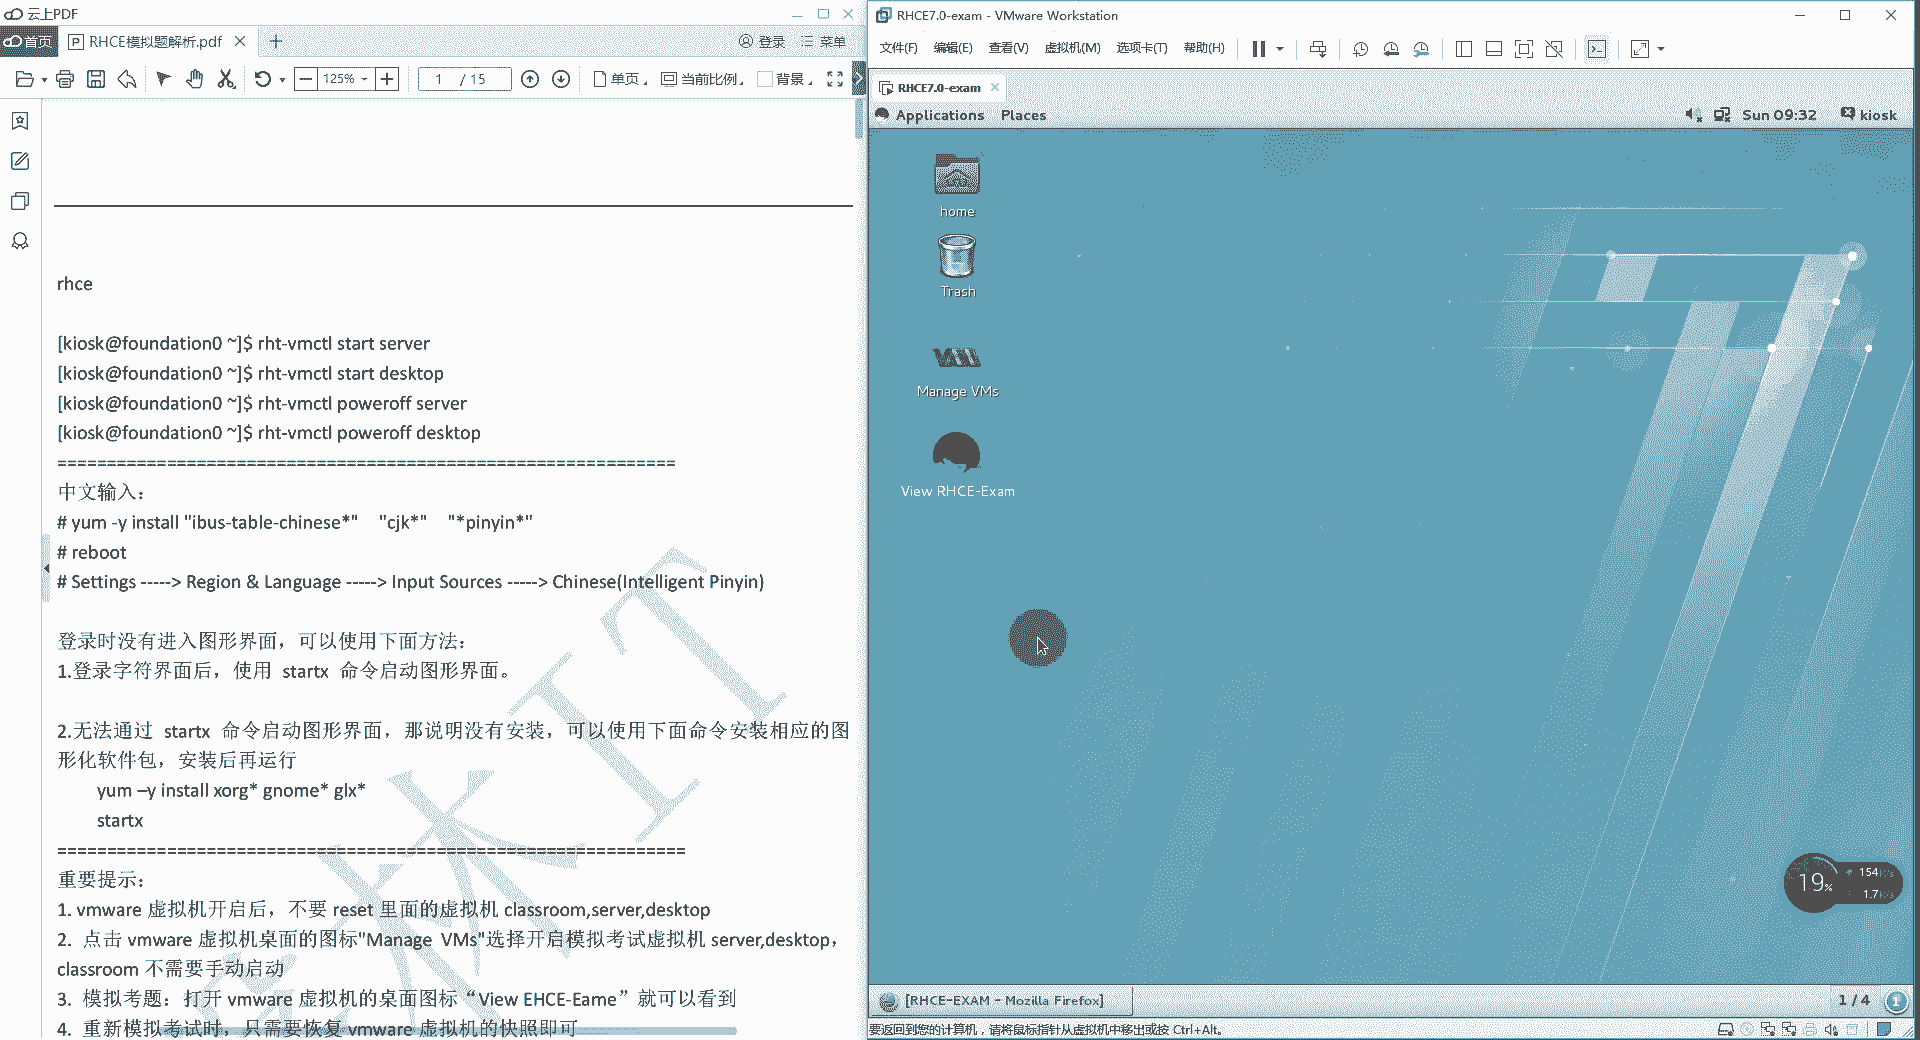 云上PDF
首页
RHCE模拟题解析.pdf
登录
菜单
125%
1 / 15
单页
当前比例
背景
rhce
[kiosk@foundation0 ~]$ rht-vmctl start server
[kiosk@foundation0 ~]$ rht-vmctl start desktop
[kiosk@foundation0 ~]$ rht-vmctl poweroff server
[kiosk@foundation0 ~]$ rht-vmctl poweroff desktop
==============================================================
中文输入：
# yum -y install "ibus-table-chinese*" "cjk*" "*pinyin*"
# reboot
# Settings -----> Region & Language -----> Input Sources -----> Chinese(Intelligent Pinyin)
登录时没有进入图形界面，可以使用下面方法：
1.登录字符界面后，使用 startx 命令启动图形界面。
2.无法通过 startx 命令启动图形界面，那说明没有安装，可以使用下面命令安装相应的图
形化软件包，安装后再运行
yum –y install xorg* gnome* glx*
startx
===============================================================
重要提示：
1. vmware 虚拟机开启后，不要 reset 里面的虚拟机 classroom,server,desktop
2. 点击 vmware 虚拟机桌面的图标"Manage VMs"选择开启模拟考试虚拟机 server,desktop，
classroom 不需要手动启动
3. 模拟考题：打开 vmware 虚拟机的桌面图标“View EHCE-Eame”就可以看到
4. 重新模拟考试时，只需要恢复 vmware 虚拟机的快照即可
RHCE7.0-exam - VMware Workstation
文件(F) 编辑(E) 查看(V) 虚拟机(M) 选项卡(T) 帮助(H)
RHCE7.0-exam
Applications Places
Sun 09:32
kiosk
home
Trash
Manage VMs
View RHCE-Exam
19%
154
1.7
[RHCE-EXAM - Mozilla Firefox]
1 / 4
1
要返回到您的计算机，请将鼠标指针从虚拟机中移出或按 Ctrl+Alt。